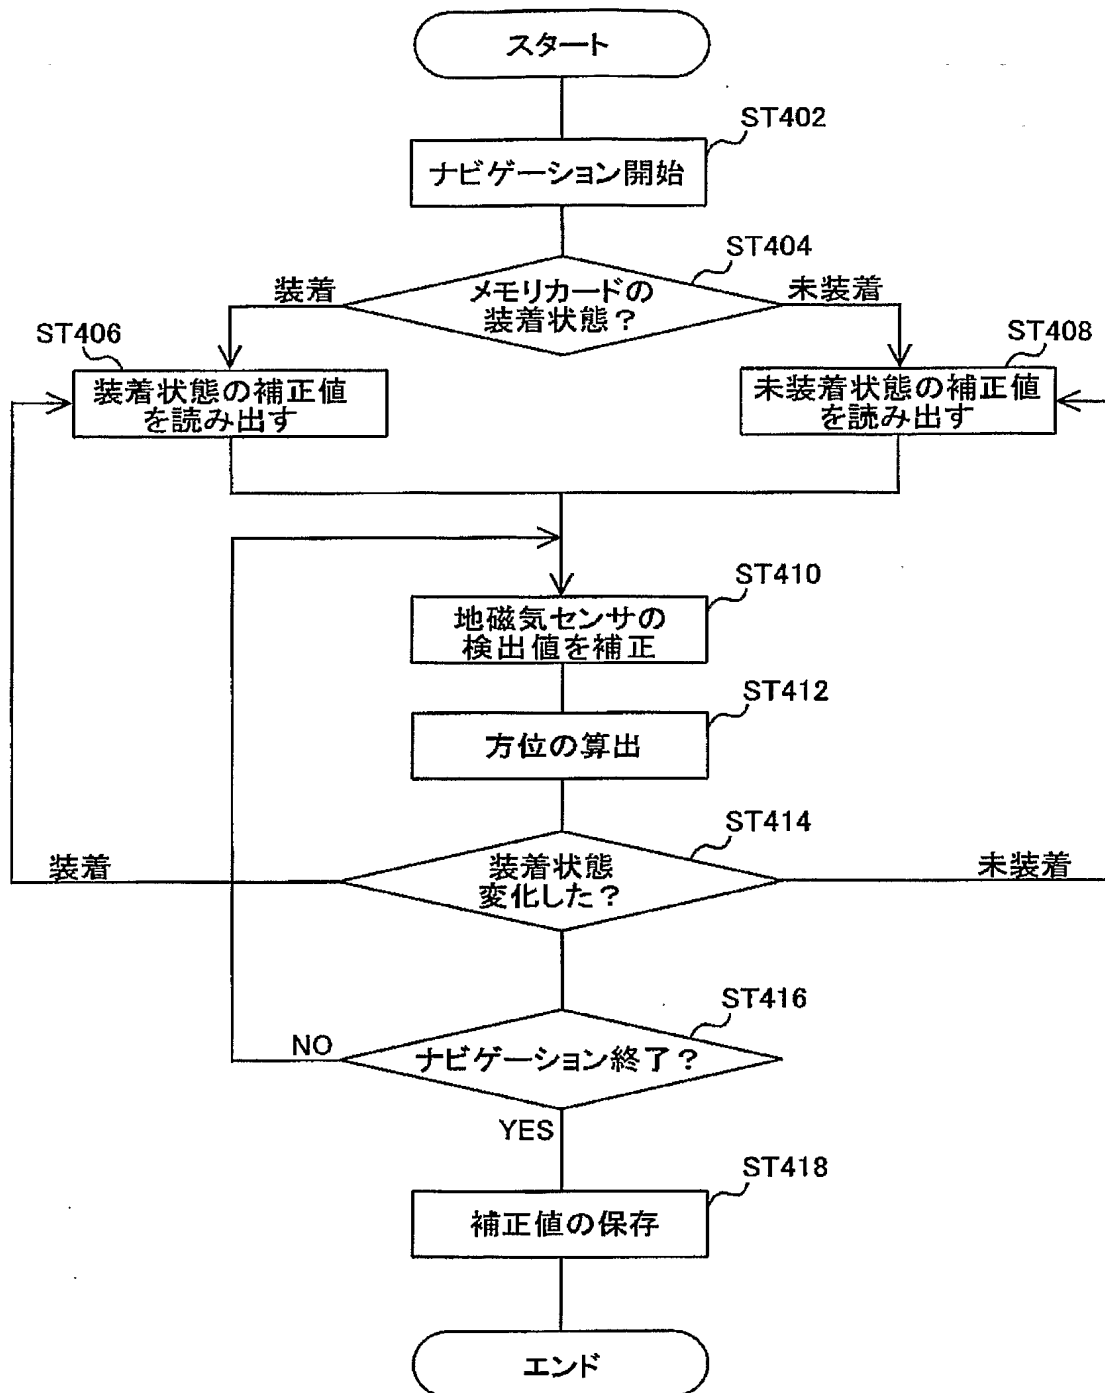 スタート
ST402
ナビゲーション開始
ST404
装着
メモリカードの
装着状態？
未装着
ST406
装着状態の補正値
を読み出す
ST408
未装着状態の補正値
を読み出す
ST410
地磁気センサの
検出値を補正
ST412
方位の算出
ST414
装着
装着状態
変化した？
未装着
ST416
NO
ナビゲーション終了？
YES
ST418
補正値の保存
エンド